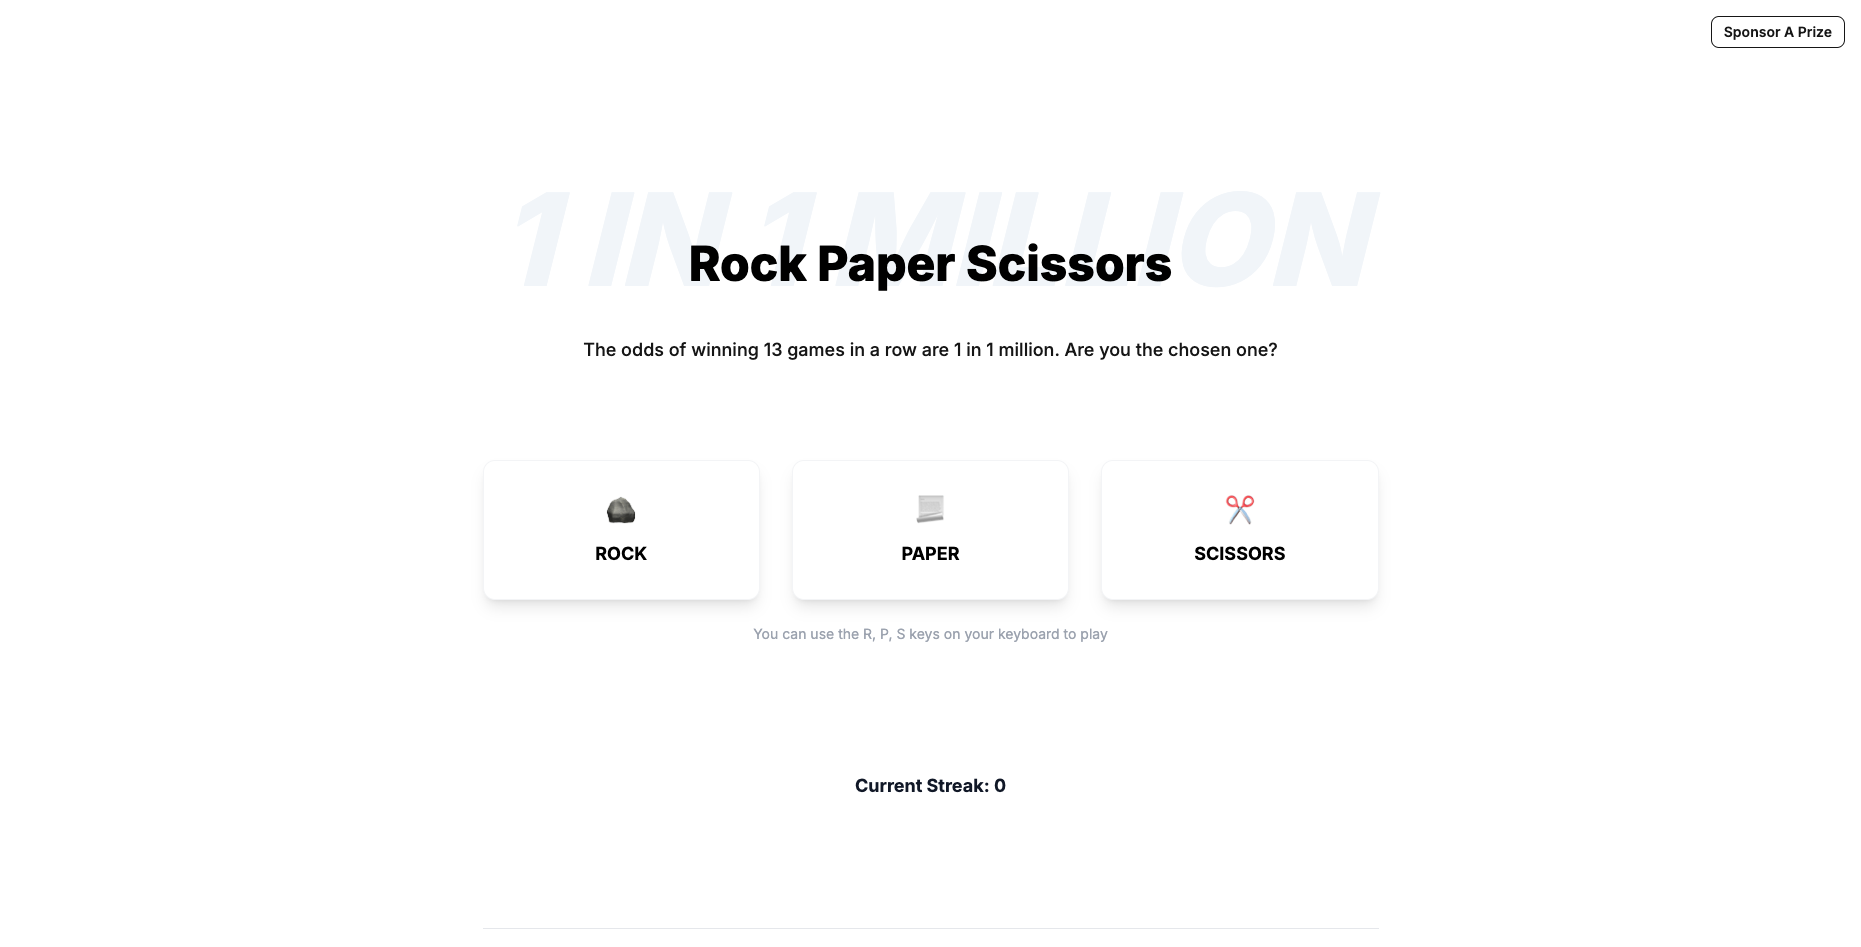 Sponsor A Prize
1 IN 1 MILLION
Rock Paper Scissors
The odds of winning 13 games in a row are 1 in 1 million. Are you the chosen one?
ROCK
PAPER
SCISSORS
You can use the R, P, S keys on your keyboard to play
Current Streak: 0